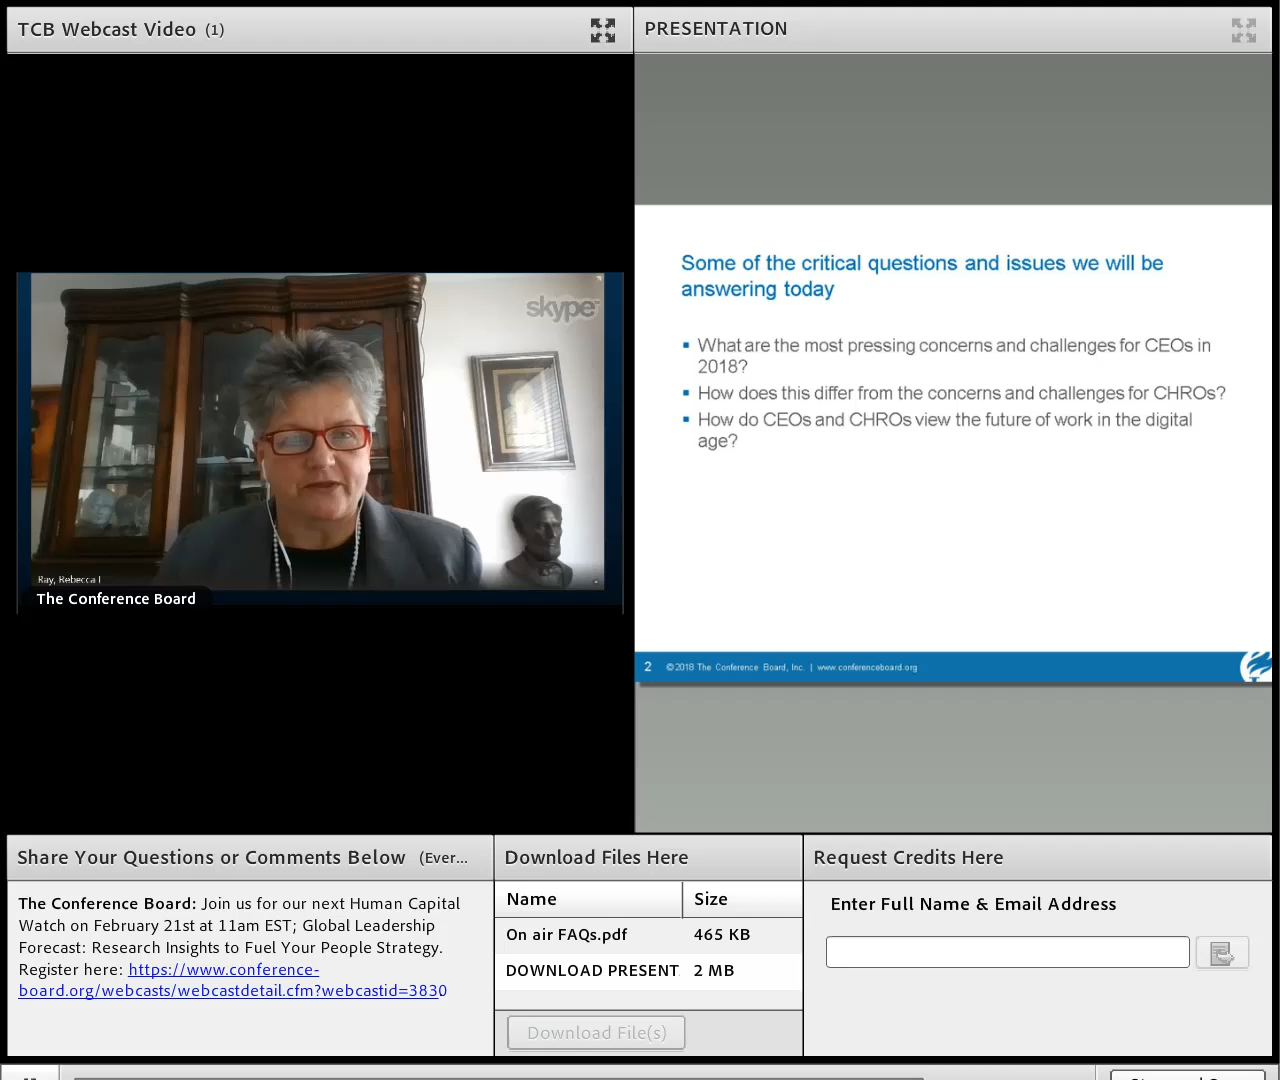 TCB Webcast Video (1)
PRESENTATION
skype™
Ray, Rebecca l
The Conference Board
Some of the critical questions and issues we will be
answering today
▪ What are the most pressing concerns and challenges for CEOs in
2018?
▪ How does this differ from the concerns and challenges for CHROs?
▪ How do CEOs and CHROs view the future of work in the digital
age?
2 ©2018 The Conference Board, Inc. | www.conferenceboard.org
Share Your Questions or Comments Below (Ever...
The Conference Board: Join us for our next Human Capital
Watch on February 21st at 11am EST; Global Leadership
Forecast: Research Insights to Fuel Your People Strategy.
Register here: https://www.conference-
board.org/webcasts/webcastdetail.cfm?webcastid=3830
Download Files Here
Name Size
On air FAQs.pdf 465 KB
DOWNLOAD PRESENT 2 MB
Download File(s)
Request Credits Here
Enter Full Name & Email Address